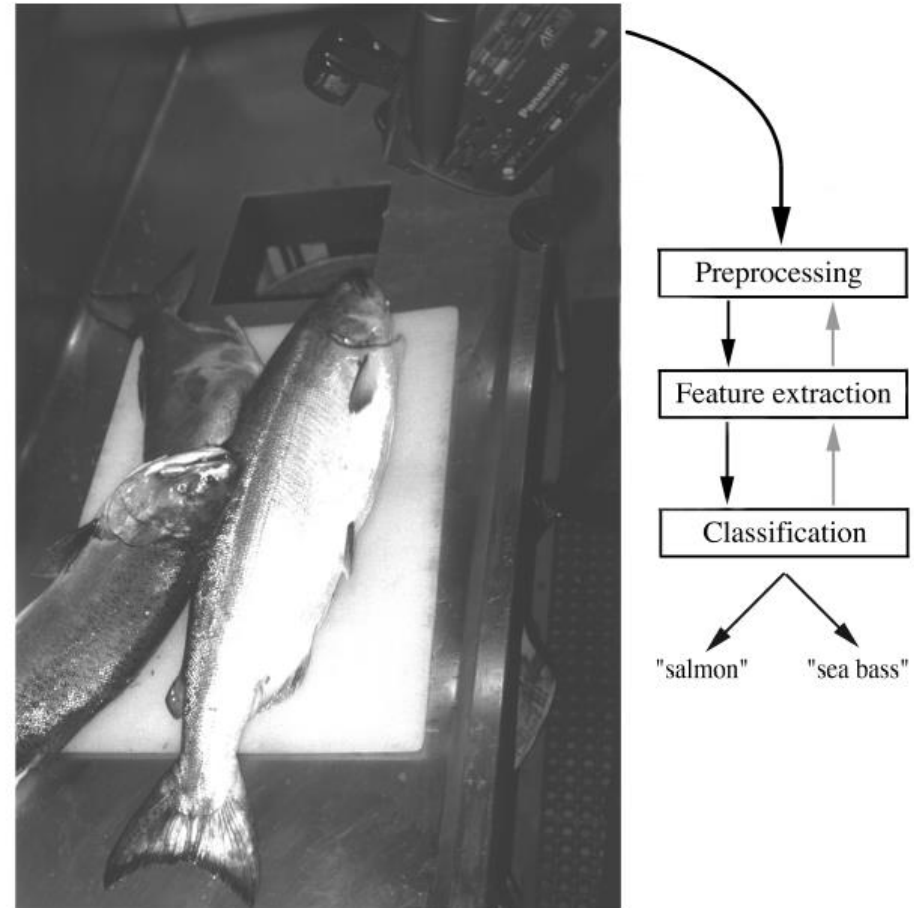 Panasonic
Preprocessing
Feature extraction
Classification
"salmon" "sea bass"